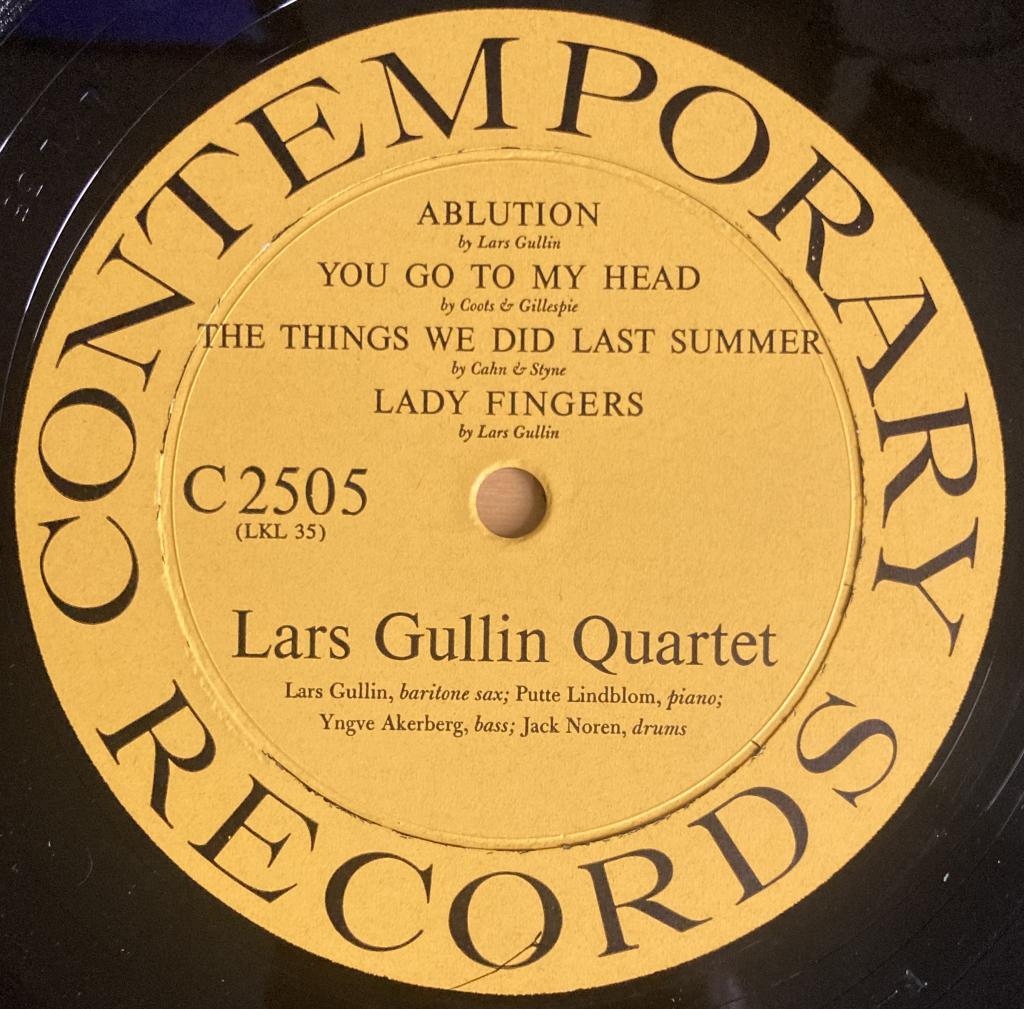 CONTEMPORARY
ABLUTION
by Lars Gullin
YOU GO TO MY HEAD
by Coots & Gillespie
THE THINGS WE DID LAST SUMMER
by Cahn & Styne
LADY FINGERS
by Lars Gullin
C 2505
(LKL 35)
Lars Gullin Quartet
Lars Gullin, baritone sax; Putte Lindblom, piano;
Yngve Akerberg, bass; Jack Noren, drums
RECORDS